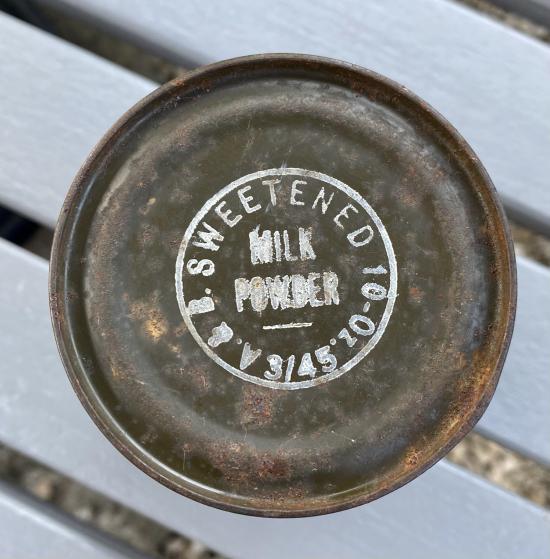 SWEETENED 10-OZ.
A. & B. 3/45
MILK
POWDER